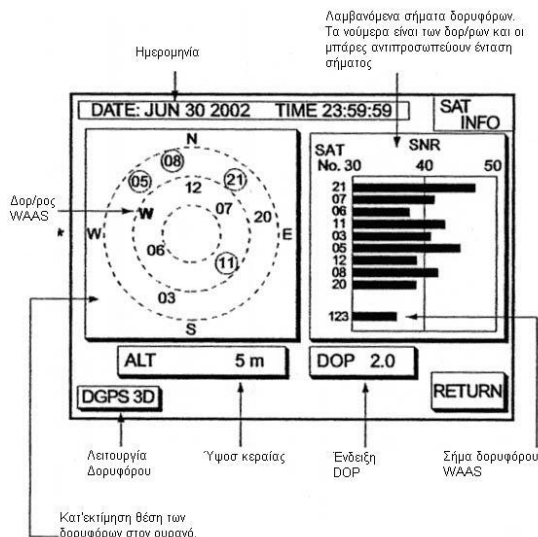 Λαμβανόμενα σήματα δορυφόρων.
Τα νούμερα είναι των δορ/ρων και οι
μπάρες αντιπροσωπεύουν ένταση
σήματος
Ημερομηνία
DATE: JUN 30 2002 TIME 23:59:59
SAT
INFO
Δορ/ρος
WAAS
N
08
05
12
21
W
07
20
W
E
06
11
03
S
SNR
SAT
No. 30 40 50
21
07
06
11
03
05
12
08
20
123
ALT 5 m
DOP 2.0
DGPS 3D
RETURN
Λειτουργία
Δορυφόρου
Ύψοσ κεραίας
Ένδειξη
DOP
Σήμα δορυφόρου
WAAS
Κατ'εκτίμηση θέση των
δορυφόρων στον ουρανό.